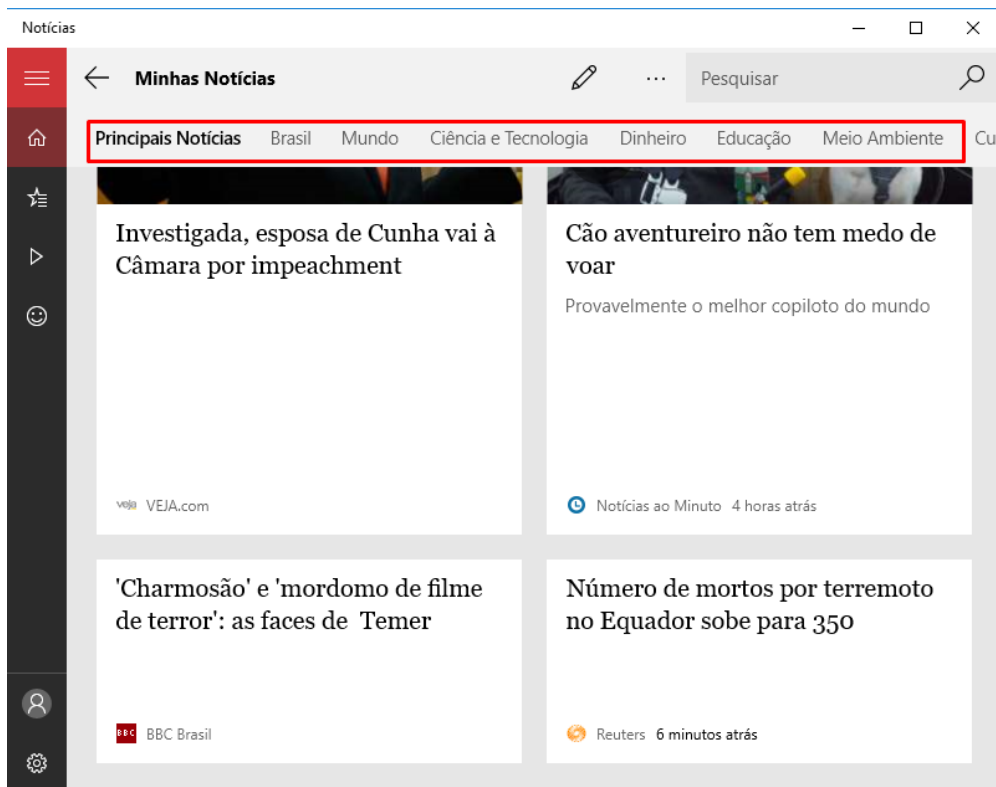 Notícias
Minhas Notícias
Pesquisar
Principais Notícias Brasil Mundo Ciência e Tecnologia Dinheiro Educação Meio Ambiente Cu
Investigada, esposa de Cunha vai à
Câmara por impeachment
veja VEJA.com
Cão aventureiro não tem medo de
voar
Provavelmente o melhor copiloto do mundo
Notícias ao Minuto 4 horas atrás
'Charmosão' e 'mordomo de filme
de terror': as faces de Temer
BBC BBC Brasil
Número de mortos por terremoto
no Equador sobe para 350
Reuters 6 minutos atrás